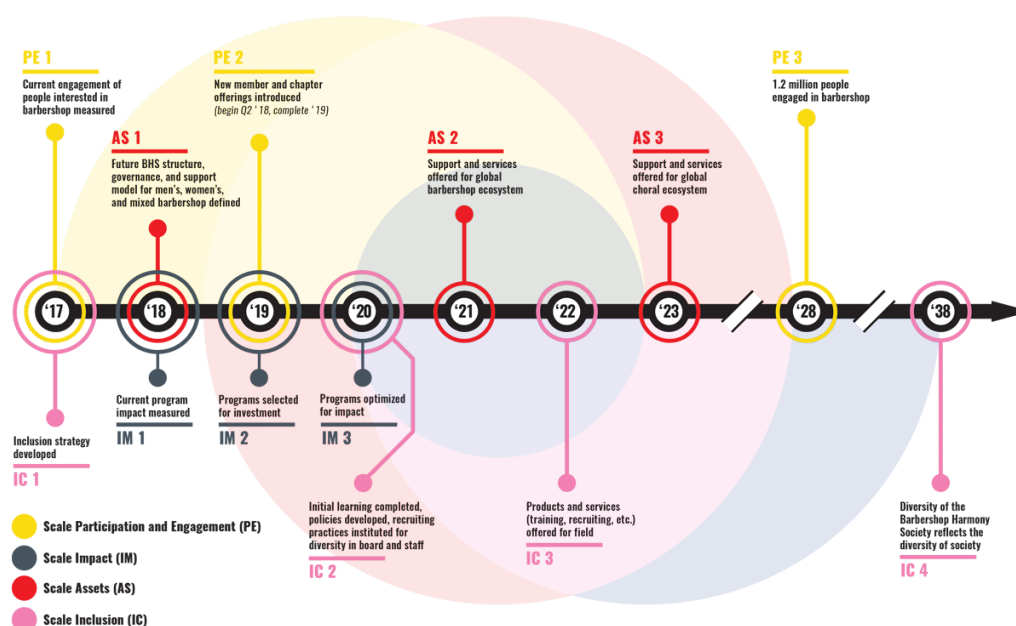 PE 1
Current engagement of
people interested in
barbershop measured
PE 2
New member and chapter
offerings introduced
(begin Q2 ‘ 18, complete ‘ 19)
PE 3
1.2 million people
engaged in barbershop
AS 1
Future BHS structure,
governance, and support
model for men’s, women’s,
and mixed barbershop defined
AS 2
Support and services
offered for global
barbershop ecosystem
AS 3
Support and services
offered for global
choral ecosystem
‘17
‘18
‘19
‘20
‘21
‘22
‘23
‘28
‘38
Inclusion strategy
developed
IC 1
Current program
impact measured
IM 1
Programs selected
for investment
IM 2
Programs optimized
for impact
IM 3
Initial learning completed,
policies developed, recruiting
practices instituted for
diversity in board and staff
IC 2
Products and services
(training, recruiting, etc.)
offered for field
IC 3
Diversity of the
Barbershop Harmony
Society reflects the
diversity of society
IC 4
Scale Participation and Engagement (PE)
Scale Impact (IM)
Scale Assets (AS)
Scale Inclusion (IC)